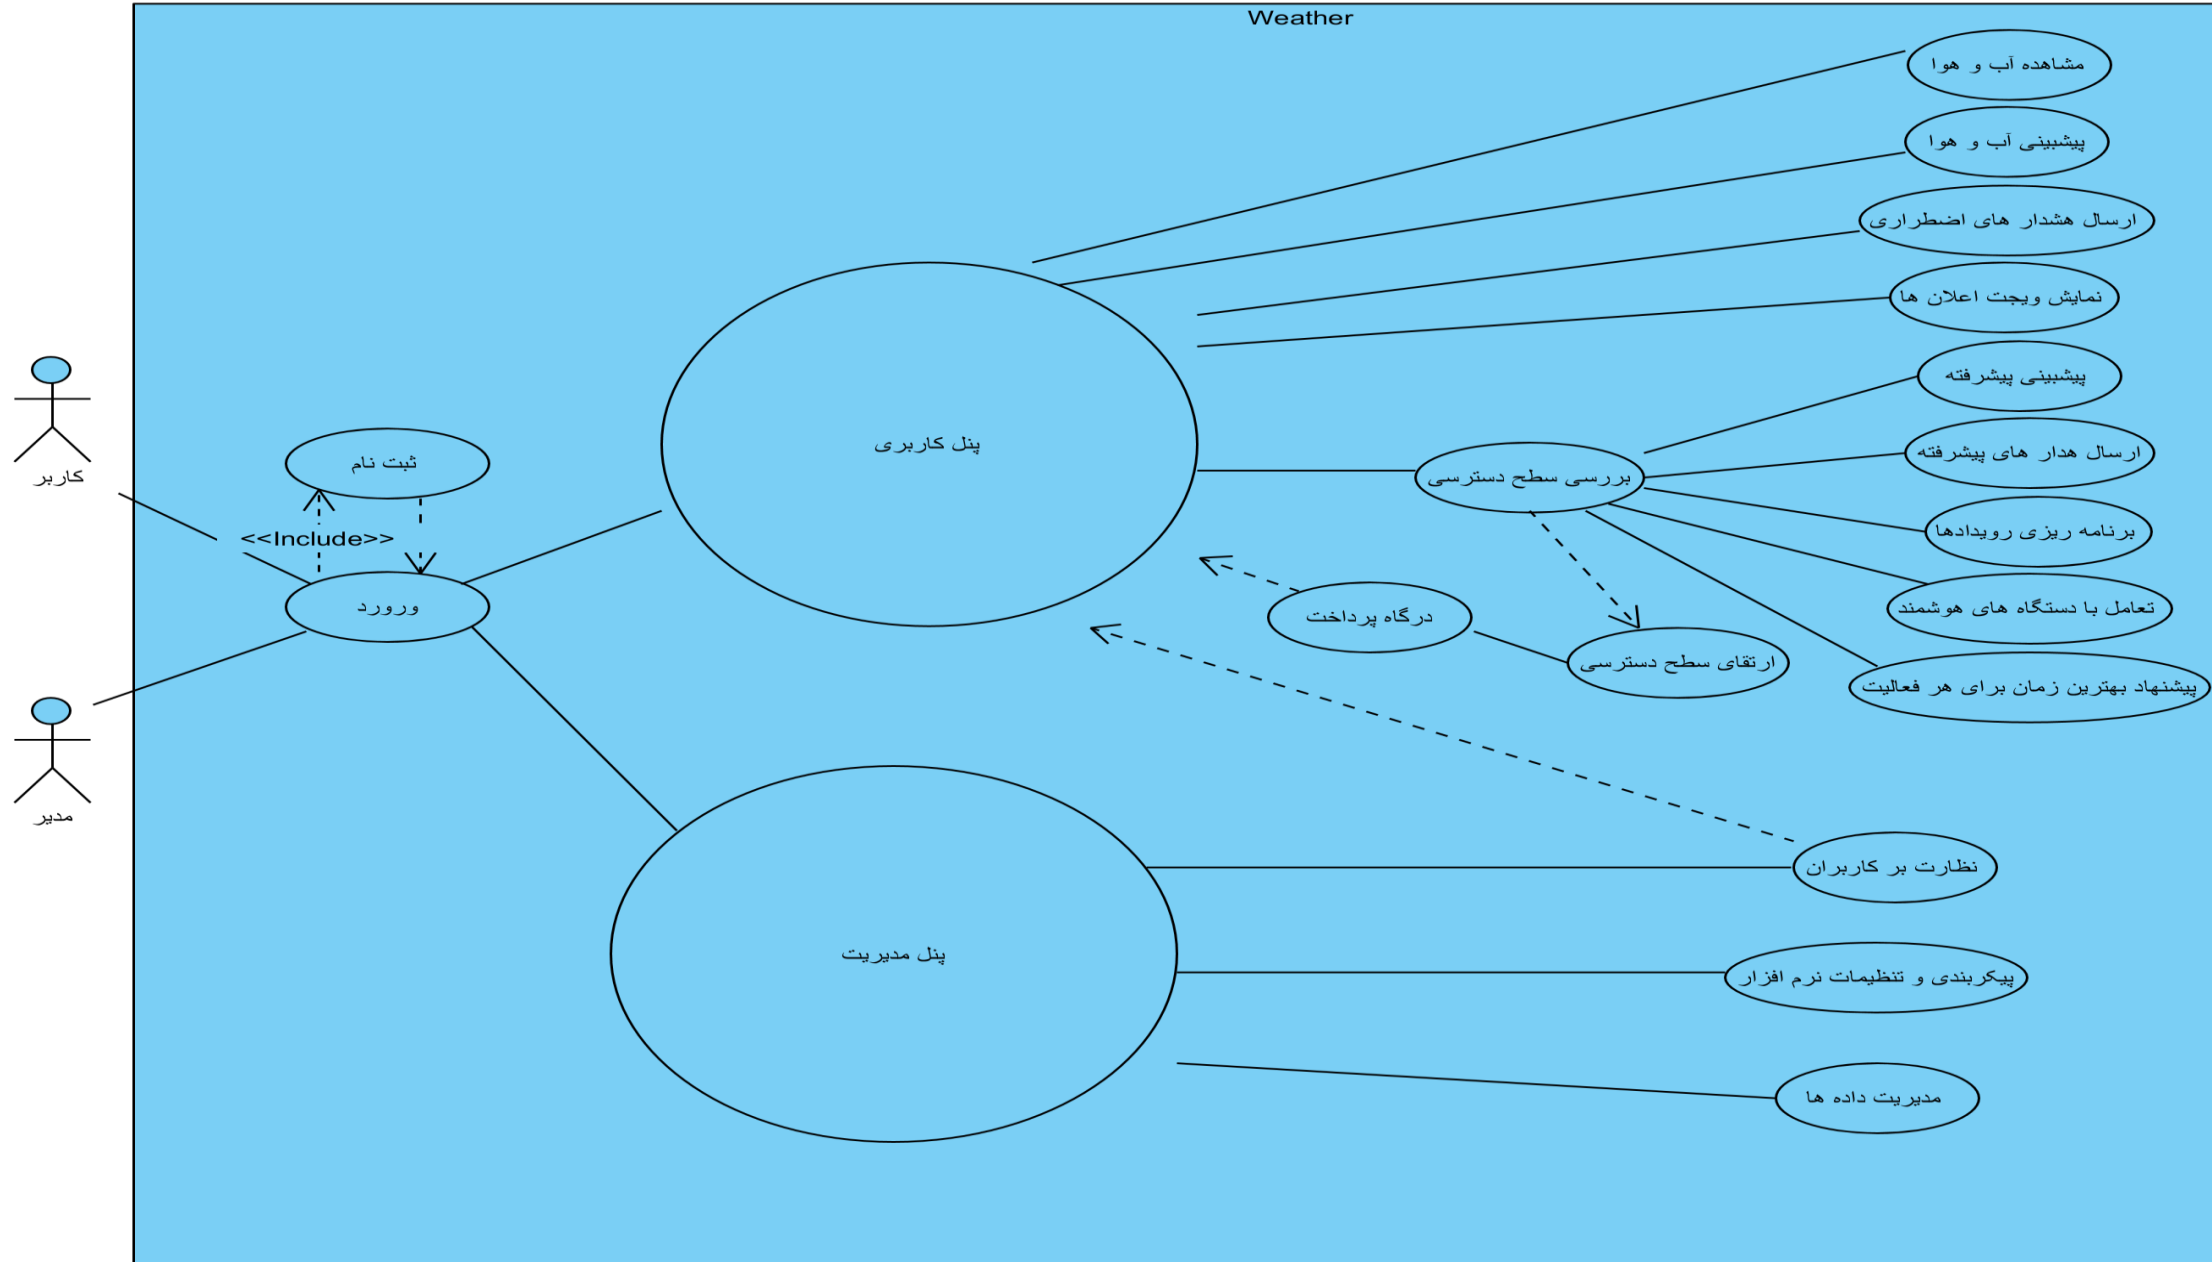 Weather
مشاهده آب و هوا
پیشبینی آب و هوا
ارسال هشدار های اضطراری
نمایش ویجت اعلان ها
پیشبینی پیشرفته
ارسال هدار های پیشرفته
برنامه ریزی رویدادها
تعامل با دستگاه های هوشمند
پیشنهاد بهترین زمان برای هر فعالیت
بررسی سطح دسترسی
ارتقای سطح دسترسی
درگاه پرداخت
پنل کاربری
کاربر
ثبت نام
<<Include>>
ورورد
مدیر
پنل مدیریت
نظارت بر کاربران
پیکربندی و تنظیمات نرم افزار
مدیریت داده ها